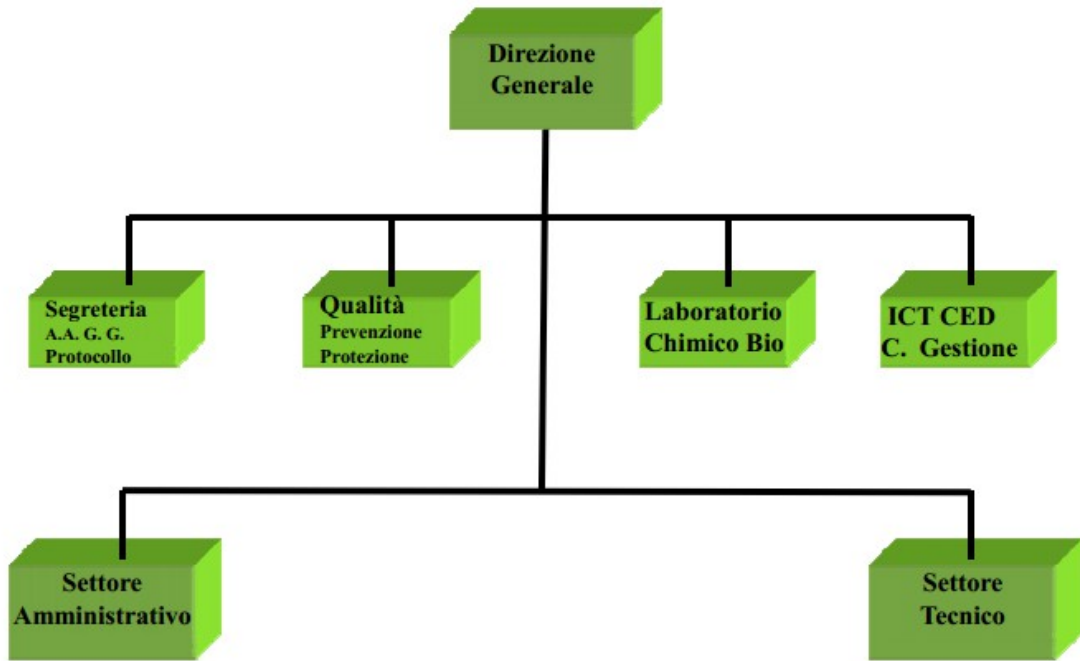 Direzione
Generale
Segreteria
A.A. G. G.
Protocollo
Qualità
Prevenzione
Protezione
Laboratorio
Chimico Bio
ICT CED
C. Gestione
Settore
Amministrativo
Settore
Tecnico